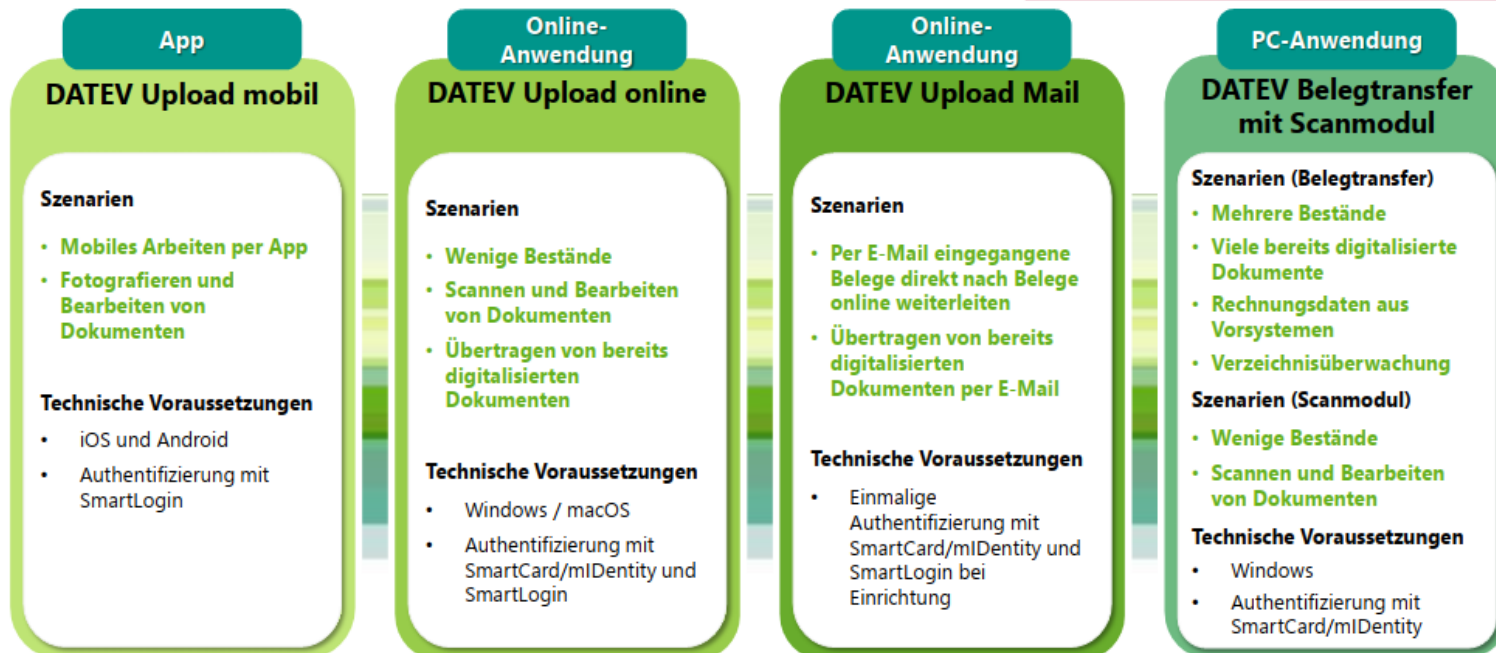 App
DATEV Upload mobil
Szenarien
• Mobiles Arbeiten per App
• Fotografieren und
Bearbeiten von
Dokumenten
Technische Voraussetzungen
• iOS und Android
• Authentifizierung mit
SmartLogin
Online-
Anwendung
DATEV Upload online
Szenarien
• Wenige Bestände
• Scannen und Bearbeiten
von Dokumenten
• Übertragen von bereits
digitalisierten
Dokumenten
Technische Voraussetzungen
• Windows / macOS
• Authentifizierung mit
SmartCard/mIDentity und
SmartLogin
Online-
Anwendung
DATEV Upload Mail
Szenarien
• Per E-Mail eingegangene
Belege direkt nach Belege
online weiterleiten
• Übertragen von bereits
digitalisierten
Dokumenten per E-Mail
Technische Voraussetzungen
• Einmalige
Authentifizierung mit
SmartCard/mIDentity und
SmartLogin bei
Einrichtung
PC-Anwendung
DATEV Belegtransfer
mit Scanmodul
Szenarien (Belegtransfer)
• Mehrere Bestände
• Viele bereits digitalisierte
Dokumente
• Rechnungsdaten aus
Vorsystemen
• Verzeichnisüberwachung
Szenarien (Scanmodul)
• Wenige Bestände
• Scannen und Bearbeiten
von Dokumenten
Technische Voraussetzungen
• Windows
• Authentifizierung mit
SmartCard/mIDentity